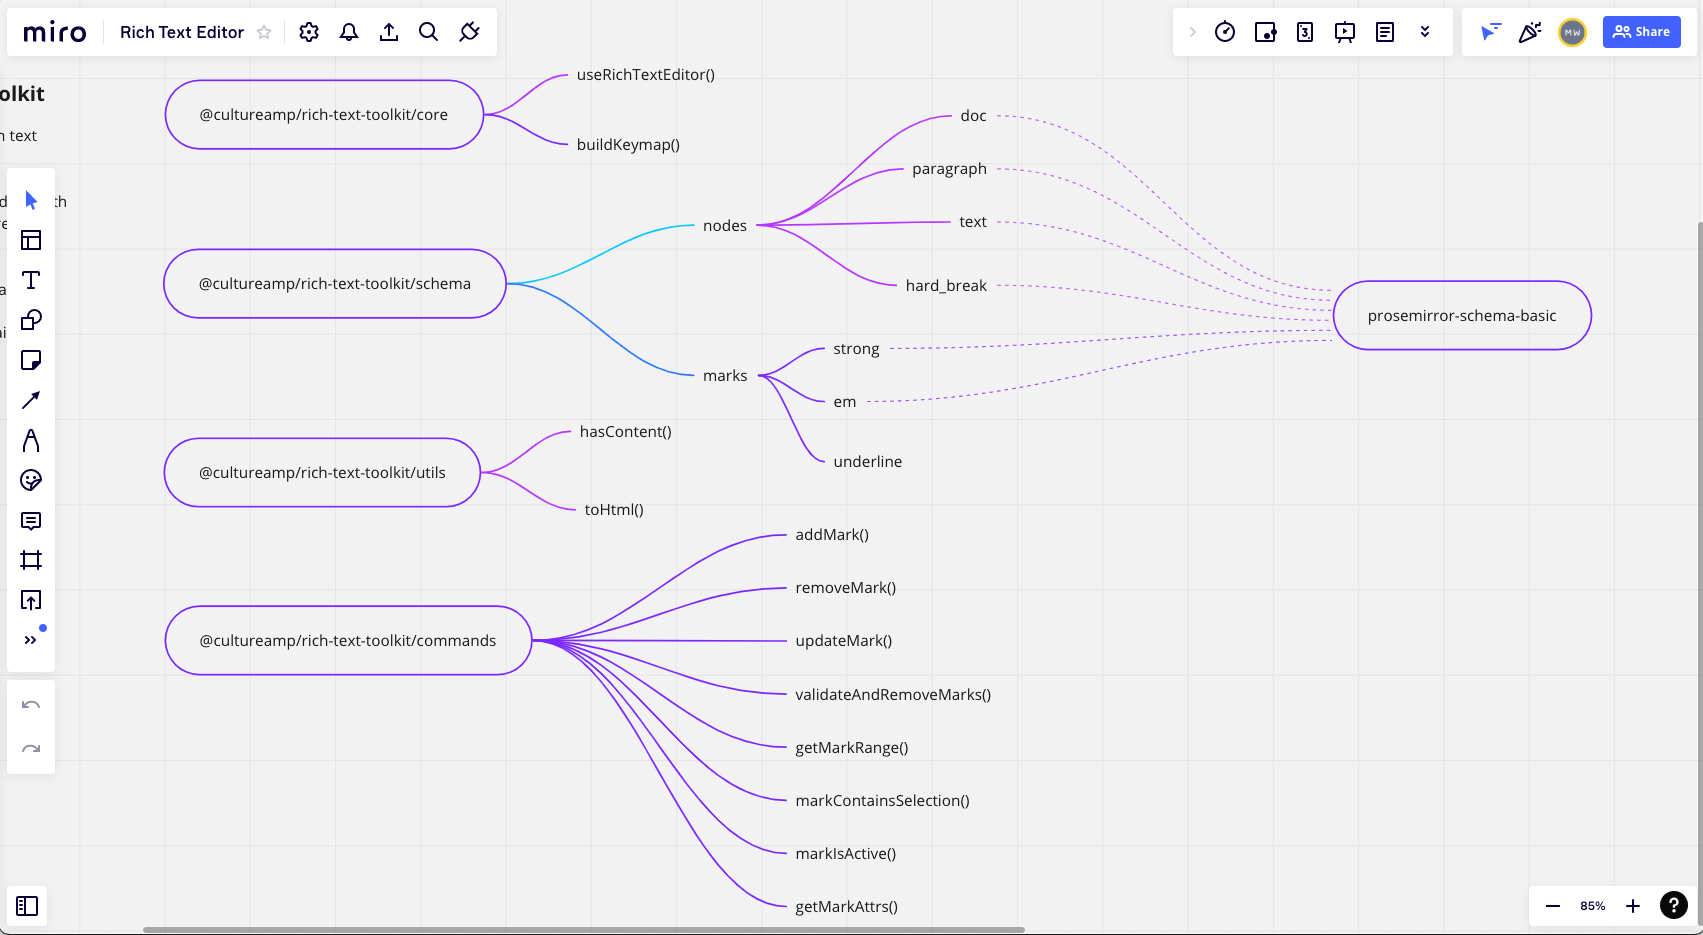 miro
Rich Text Editor
MW
Share
olkit
n text
th
@cultureamp/rich-text-toolkit/core
useRichTextEditor()
buildKeymap()
@cultureamp/rich-text-toolkit/schema
nodes
doc
paragraph
text
hard_break
marks
strong
em
underline
prosemirror-schema-basic
@cultureamp/rich-text-toolkit/utils
hasContent()
toHtml()
@cultureamp/rich-text-toolkit/commands
addMark()
removeMark()
updateMark()
validateAndRemoveMarks()
getMarkRange()
markContainsSelection()
markIsActive()
getMarkAttrs()
85%